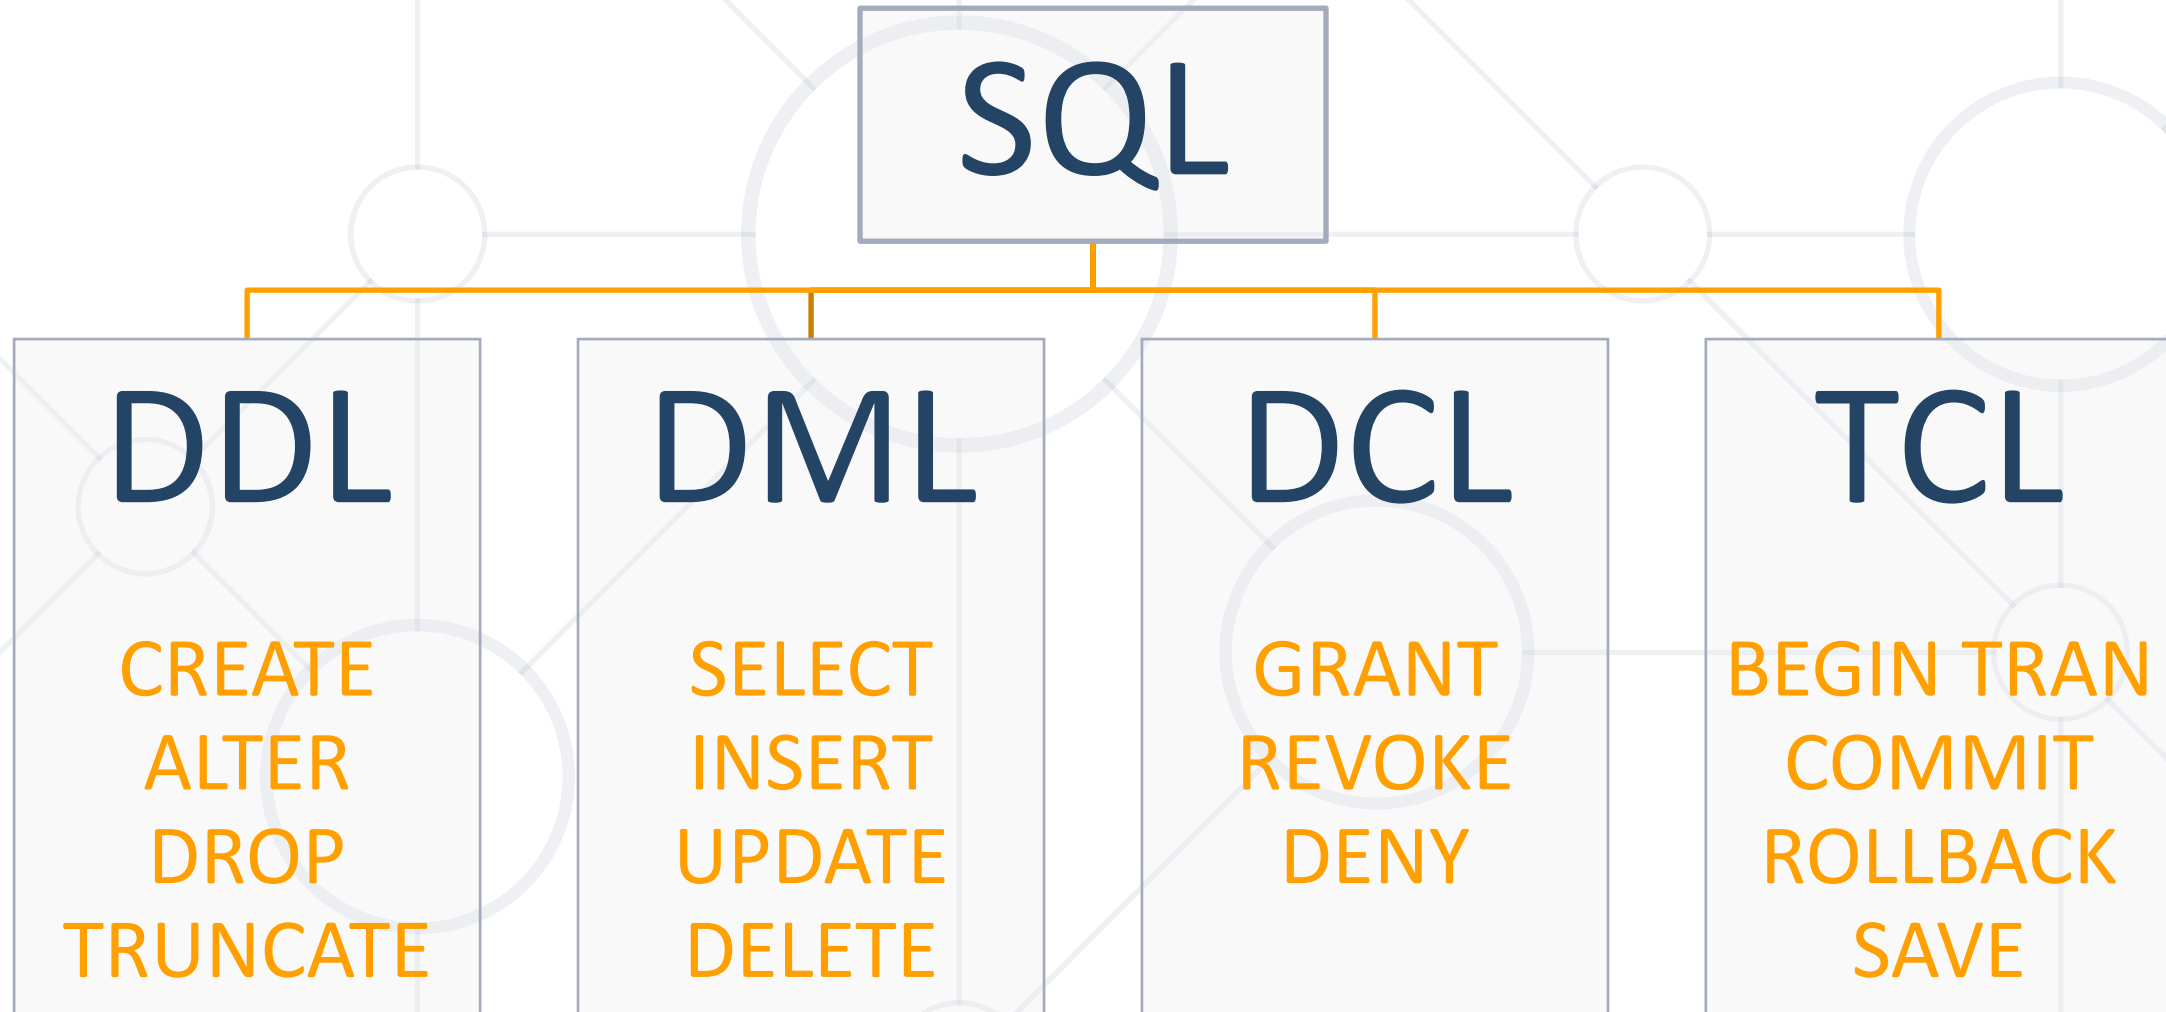 SQL
DDL
CREATE
ALTER
DROP
TRUNCATE
DML
SELECT
INSERT
UPDATE
DELETE
DCL
GRANT
REVOKE
DENY
TCL
BEGIN TRAN
COMMIT
ROLLBACK
SAVE